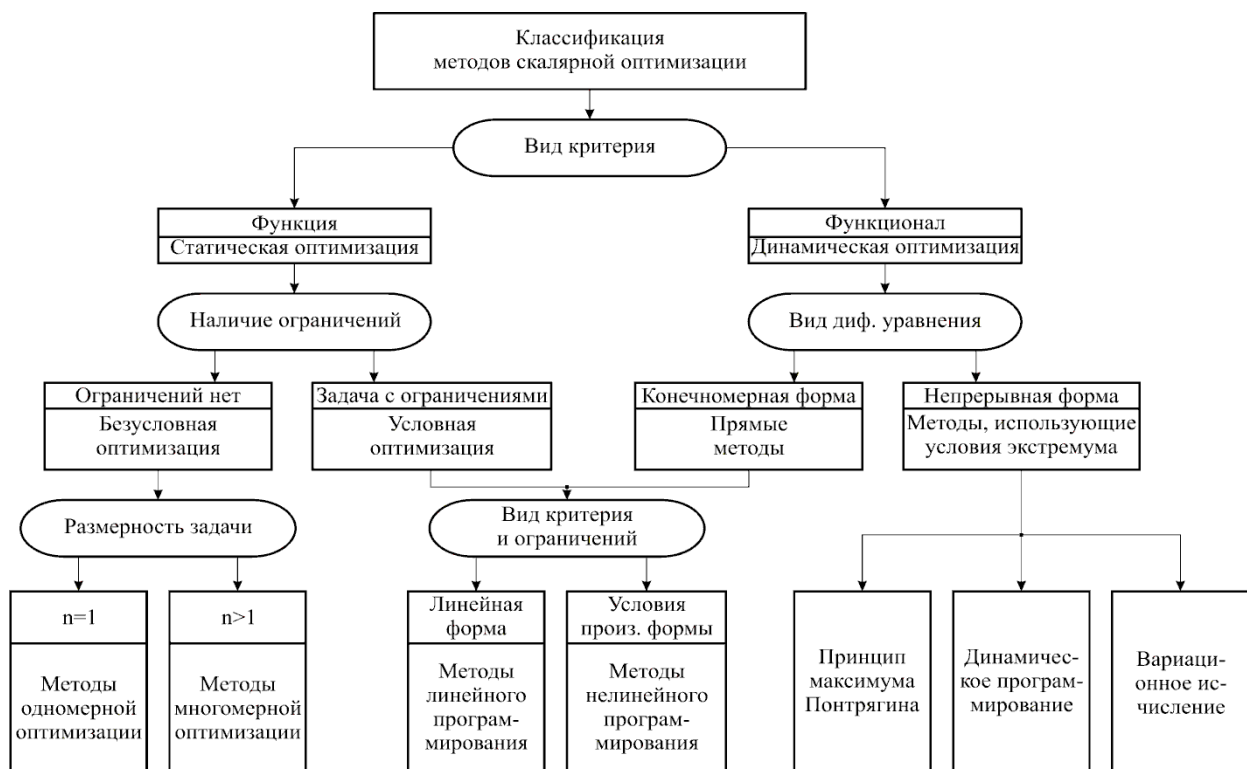 Классификация
методов скалярной оптимизации
Вид критерия
Функция
Статическая оптимизация
Функционал
Динамическая оптимизация
Наличие ограничений
Вид диф. уравнения
Ограничений нет
Безусловная
оптимизация
Задача с ограничениями
Условная
оптимизация
Конечномерная форма
Прямые
методы
Непрерывная форма
Методы, использующие
условия экстремума
Размерность задачи
Вид критерия
и ограничений
n=1
Методы
одномерной
оптимизации
n>1
Методы
многомерной
оптимизации
Линейная
форма
Методы
линейного
програм-
мирования
Условия
произ. формы
Методы
нелинейного
програм-
мирования
Принцип
максимума
Понтрягина
Динамичес-
кое програм-
мирование
Вариаци-
онное ис-
числение